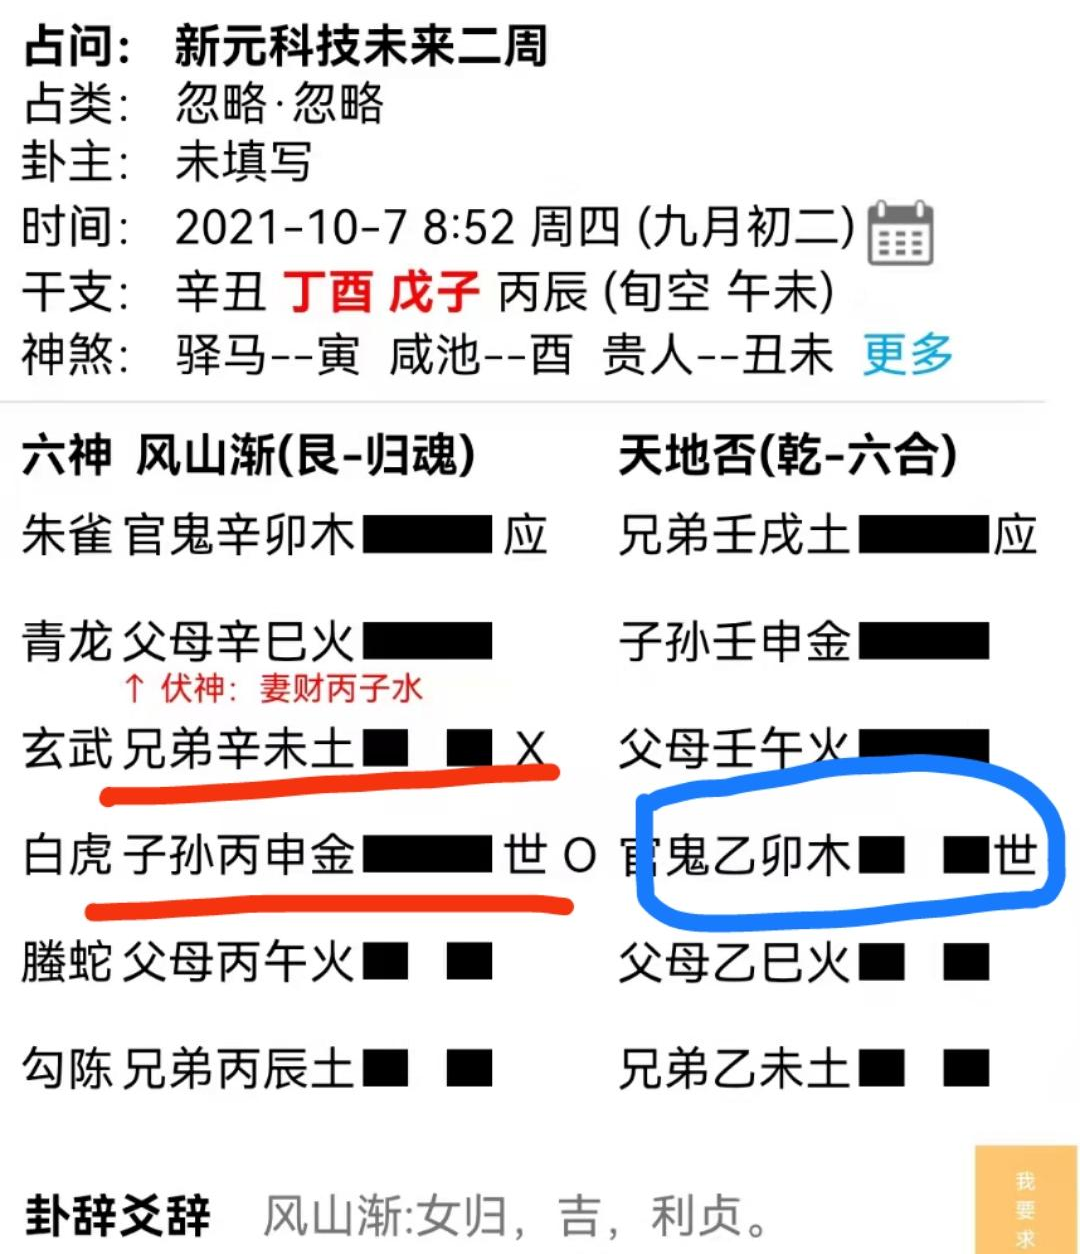 占问： 新元科技未来二周
占类： 忽略·忽略
卦主： 未填写
时间： 2021-10-7 8:52 周四 (九月初二)
干支： 辛丑 丁酉 戊子 丙辰 (旬空 午未)
神煞： 驿马--寅 咸池--酉 贵人--丑未 更多
六神 风山渐(艮-归魂) 天地否(乾-六合)
朱雀 官鬼辛卯木 应 兄弟壬戌土 应
青龙 父母辛巳火 子孙壬申金
↑ 伏神：妻财丙子水
玄武 兄弟辛未土 X 父母壬午火
白虎 子孙丙申金 世 O 官鬼乙卯木 世
螣蛇 父母丙午火 父母乙巳火
勾陈 兄弟丙辰土 兄弟乙未土
卦辞爻辞 风山渐:女归，吉，利贞。
我要求